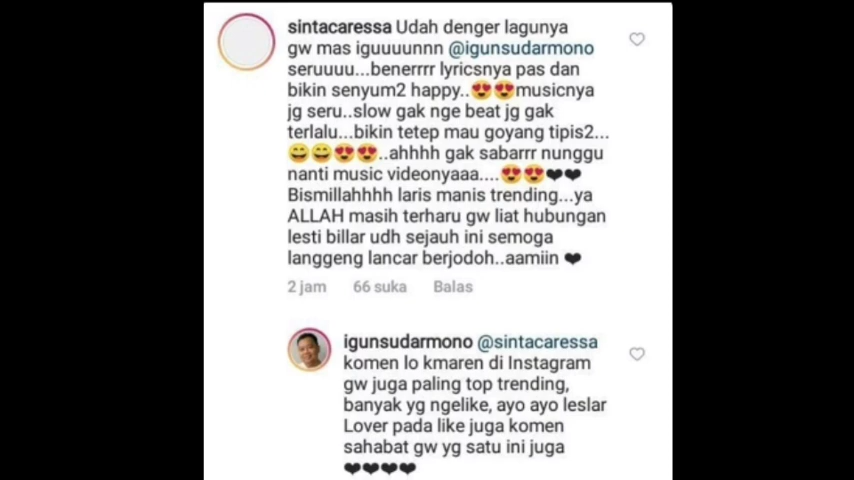 sintacaressa Udah denger lagunya
gw mas iguuuunnn @igunsudarmono
seruuuu...benerrrr lyricsnya pas dan
bikin senyum2 happy..😍😍musicnya
jg seru..slow gak nge beat jg gak
terlalu...bikin tetep mau goyang tipis2...
😄😄😍😍..ahhhh gak sabarrr nunggu
nanti music videonyaaa....😍😍❤❤
Bismillahhhh laris manis trending...ya
ALLAH masih terharu gw liat hubungan
lesti billar udh sejauh ini semoga
langgeng lancar berjodoh..aamiin ❤
2 jam 66 suka Balas
igunsudarmono @sintacaressa
komen lo kmaren di Instagram
gw juga paling top trending,
banyak yg ngelike, ayo ayo leslar
Lover pada like juga komen
sahabat gw yg satu ini juga
❤❤❤❤